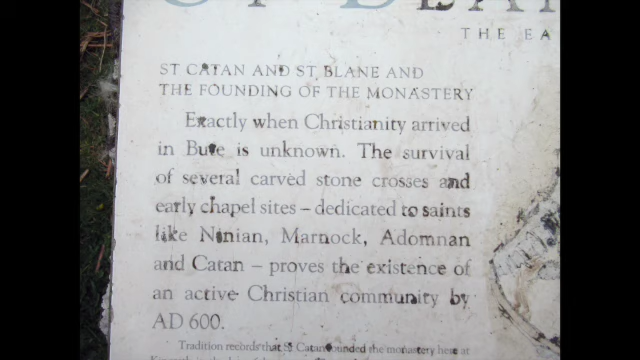 THE EA
ST CATAN AND ST BLANE AND
THE FOUNDING OF THE MONASTERY
Exactly when Christianity arrived
in Bute is unknown. The survival
of several carved stone crosses and
early chapel sites – dedicated to saints
like Ninian, Marnock, Adomnan
and Catan – proves the existence of
an active Christian community by
AD 600.
Tradition records that St Catan founded the monastery here at